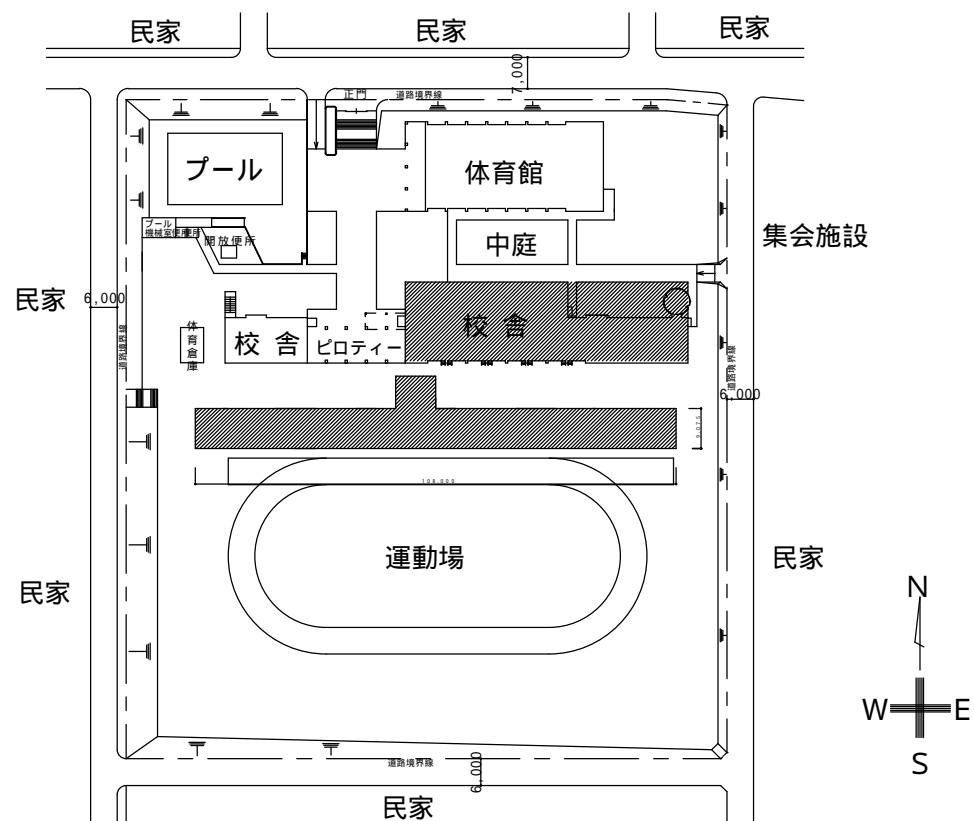 民家
民家
民家
7,000
正門
道路境界線
プール
体育館
プール
機械室便所
開放便所
中庭
集会施設
民家
6,000
体育倉庫
校舎
ピロティー
校舎
道路境界線
道路境界線
6,000
9,075
108,000
運動場
民家
民家
N
W
E
S
道路境界線
6,000
民家